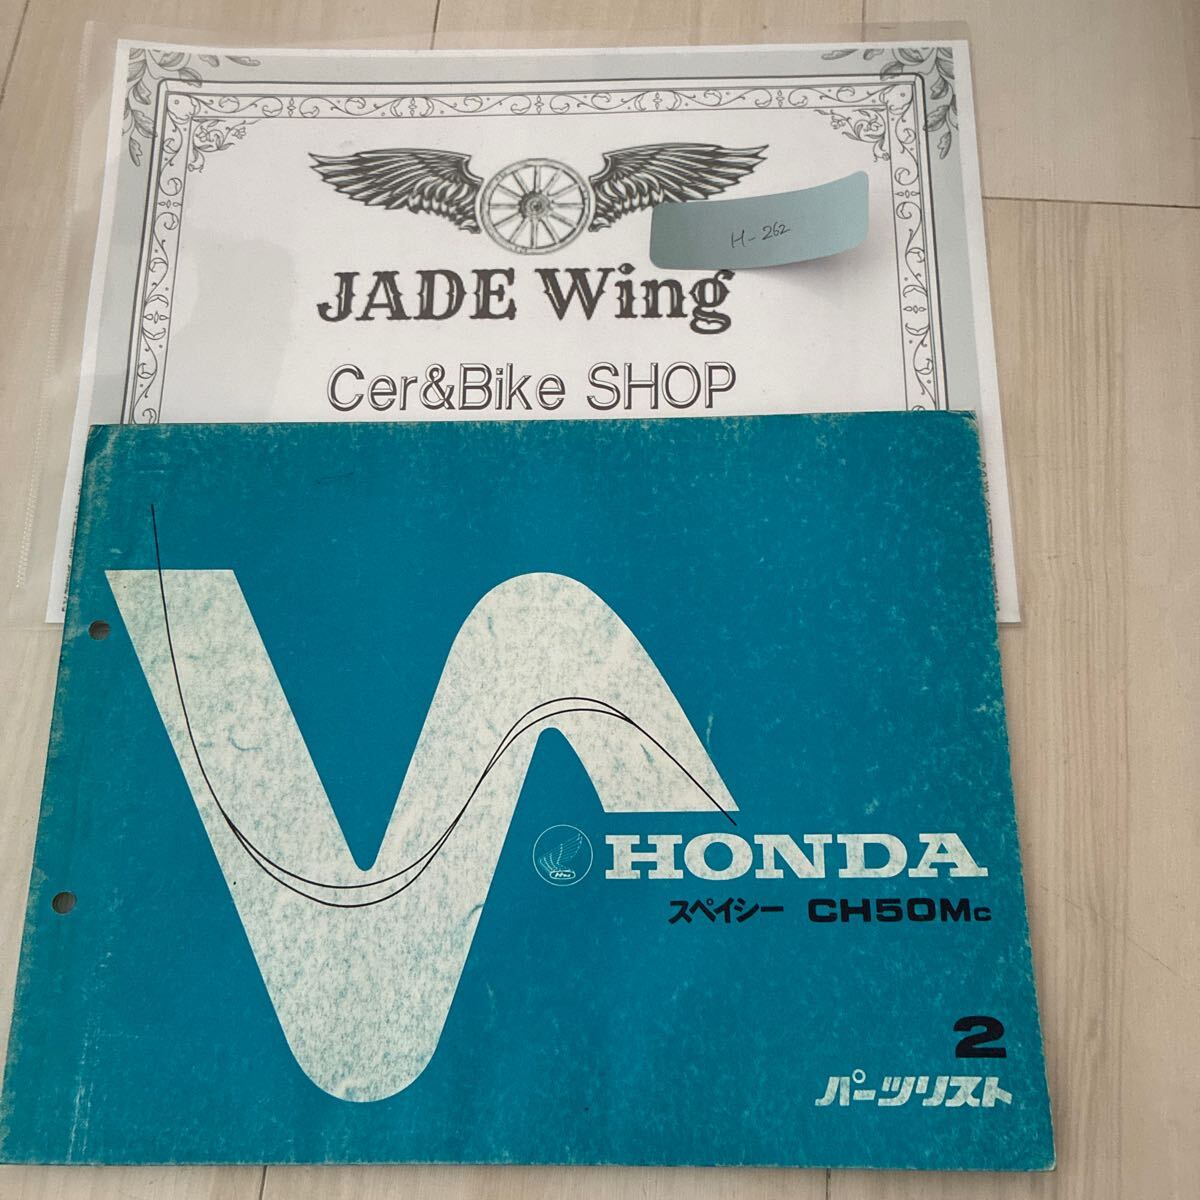 H-262
JADE Wing
Cer&Bike SHOP
HONDA
スペイシー CH50Mc
2
パーツリスト